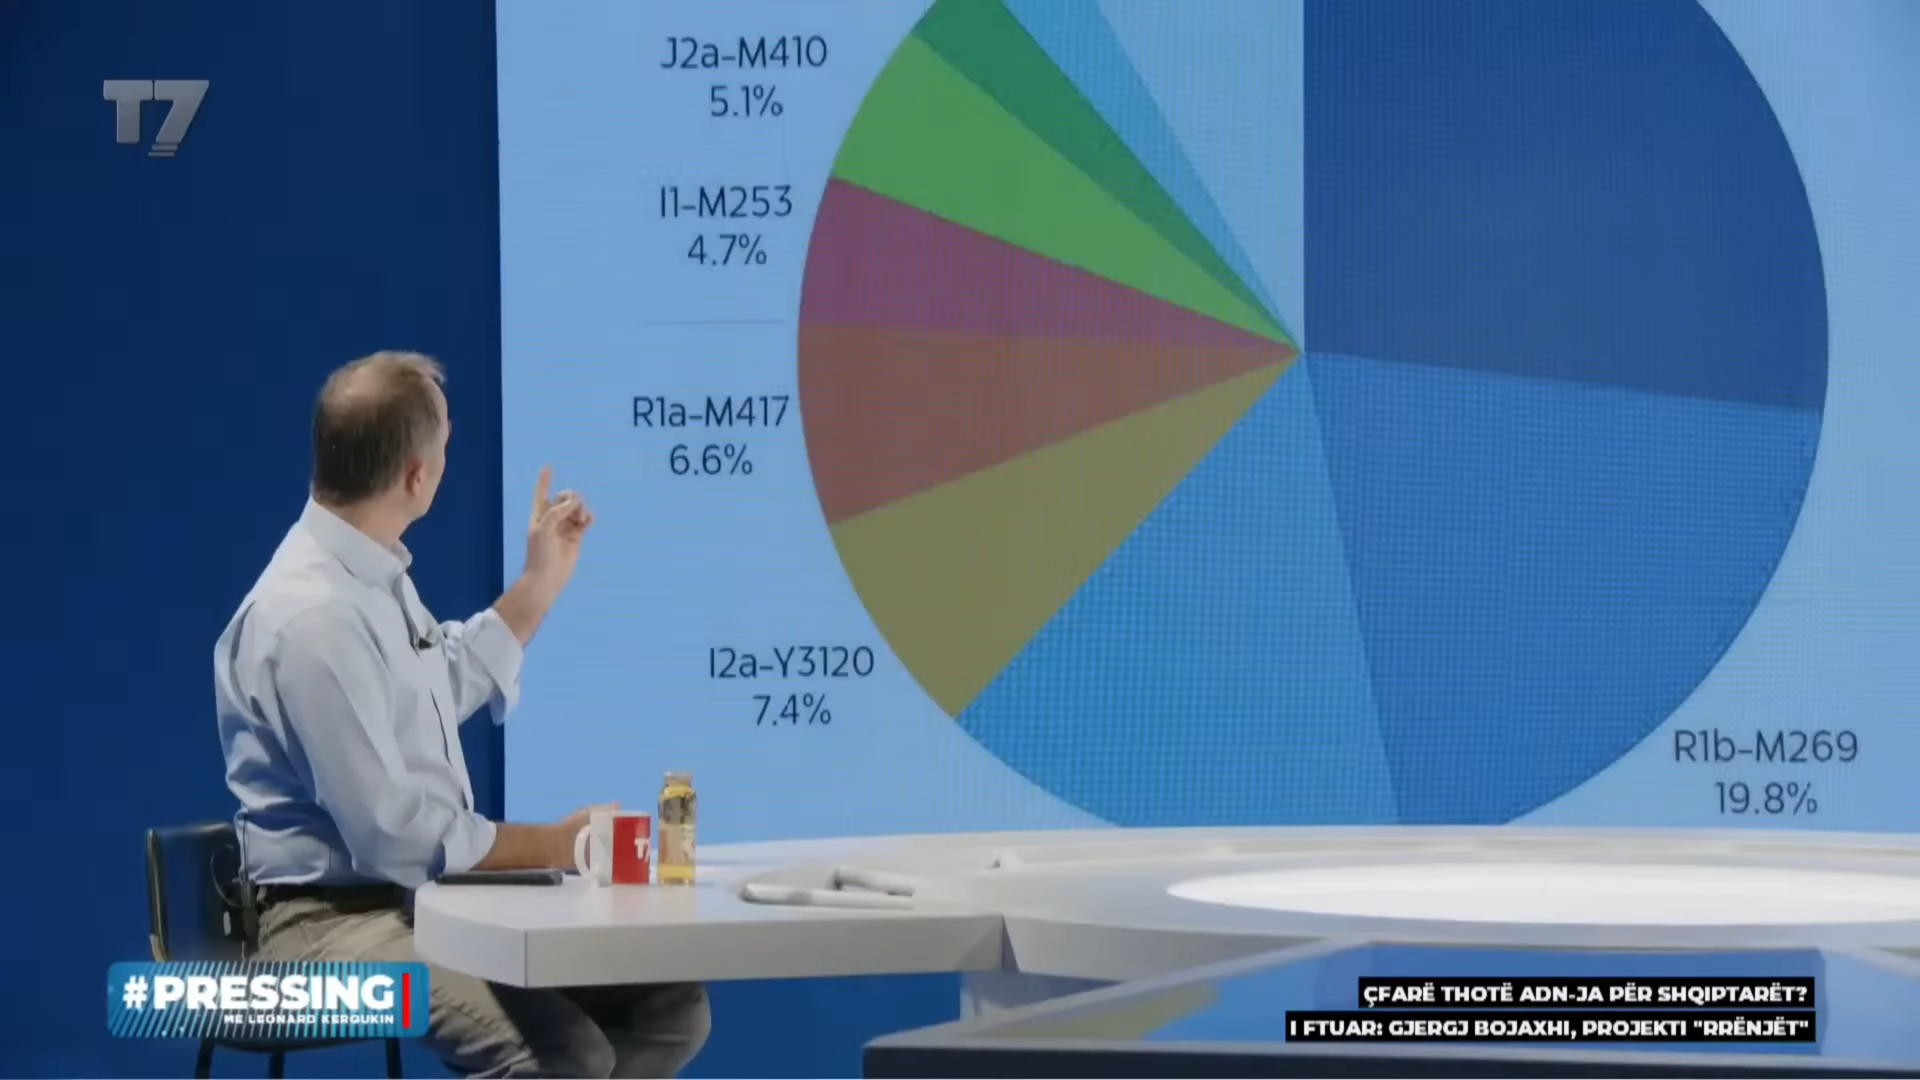 T7
J2a-M410
5.1%
I1-M253
4.7%
R1a-M417
6.6%
I2a-Y3120
7.4%
R1b-M269
19.8%
T7
#PRESSING
ME LEONARD KERQUKIN
ÇFARË THOTË ADN-JA PËR SHQIPTARËT?
I FTUAR: GJERGJ BOJAXHI, PROJEKTI "RRËNJËT"